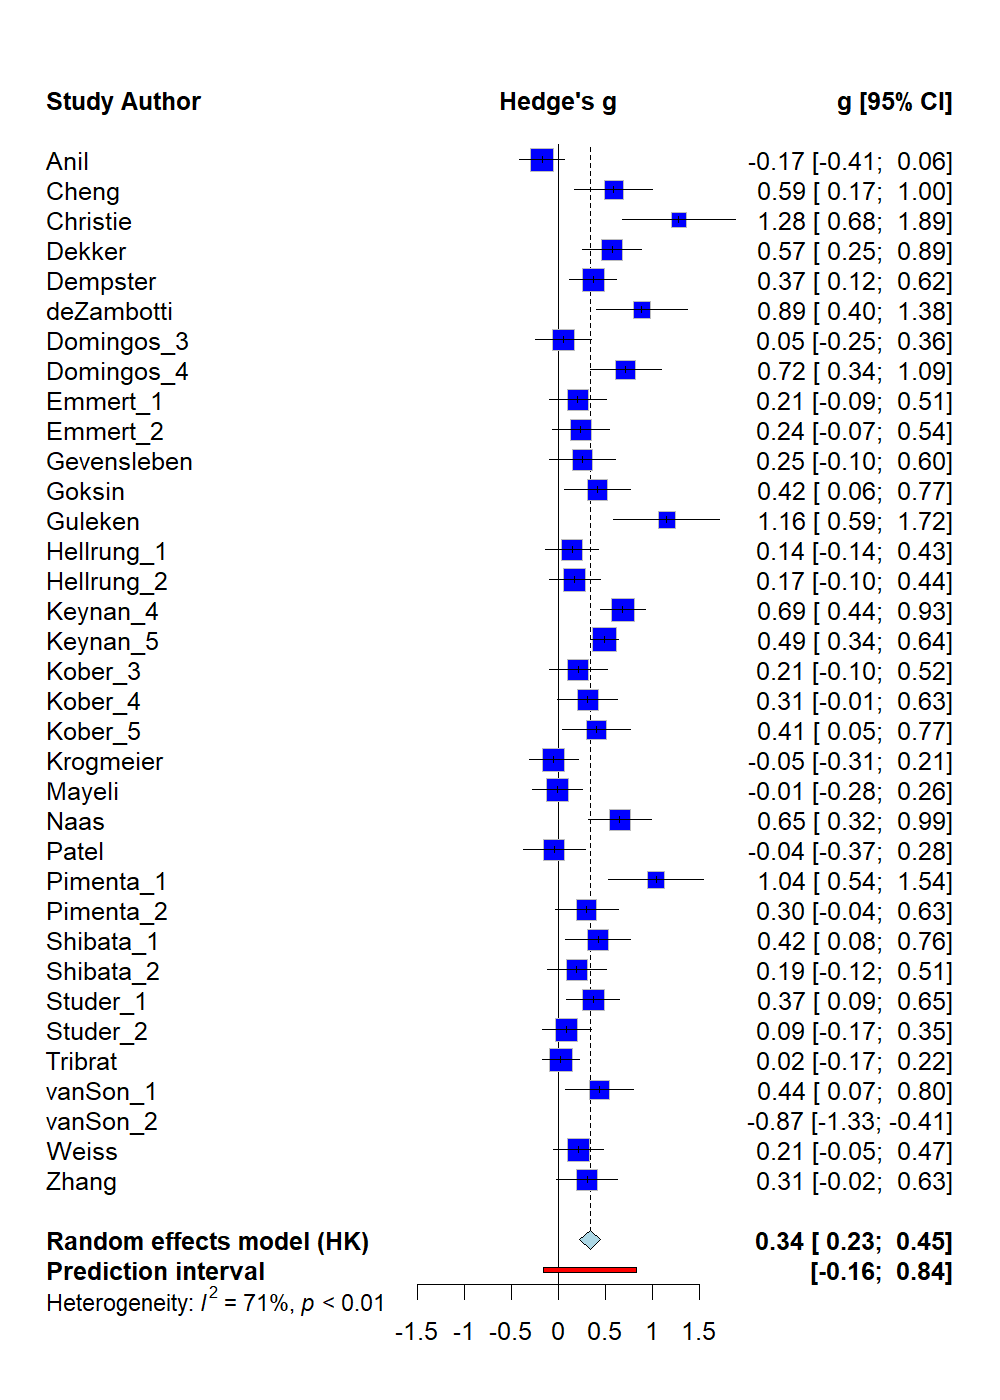 Study Author Hedge's g g [95% CI]
Anil -0.17 [-0.41; 0.06]
Cheng 0.59 [ 0.17; 1.00]
Christie 1.28 [ 0.68; 1.89]
Dekker 0.57 [ 0.25; 0.89]
Dempster 0.37 [ 0.12; 0.62]
deZambotti 0.89 [ 0.40; 1.38]
Domingos_3 0.05 [-0.25; 0.36]
Domingos_4 0.72 [ 0.34; 1.09]
Emmert_1 0.21 [-0.09; 0.51]
Emmert_2 0.24 [-0.07; 0.54]
Gevensleben 0.25 [-0.10; 0.60]
Goksin 0.42 [ 0.06; 0.77]
Guleken 1.16 [ 0.59; 1.72]
Hellrung_1 0.14 [-0.14; 0.43]
Hellrung_2 0.17 [-0.10; 0.44]
Keynan_4 0.69 [ 0.44; 0.93]
Keynan_5 0.49 [ 0.34; 0.64]
Kober_3 0.21 [-0.10; 0.52]
Kober_4 0.31 [-0.01; 0.63]
Kober_5 0.41 [ 0.05; 0.77]
Krogmeier -0.05 [-0.31; 0.21]
Mayeli -0.01 [-0.28; 0.26]
Naas 0.65 [ 0.32; 0.99]
Patel -0.04 [-0.37; 0.28]
Pimenta_1 1.04 [ 0.54; 1.54]
Pimenta_2 0.30 [-0.04; 0.63]
Shibata_1 0.42 [ 0.08; 0.76]
Shibata_2 0.19 [-0.12; 0.51]
Studer_1 0.37 [ 0.09; 0.65]
Studer_2 0.09 [-0.17; 0.35]
Tribrat 0.02 [-0.17; 0.22]
vanSon_1 0.44 [ 0.07; 0.80]
vanSon_2 -0.87 [-1.33; -0.41]
Weiss 0.21 [-0.05; 0.47]
Zhang 0.31 [-0.02; 0.63]
Random effects model (HK) 0.34 [ 0.23; 0.45]
Prediction interval [-0.16; 0.84]
Heterogeneity: I² = 71%, p < 0.01
-1.5 -1 -0.5 0 0.5 1 1.5